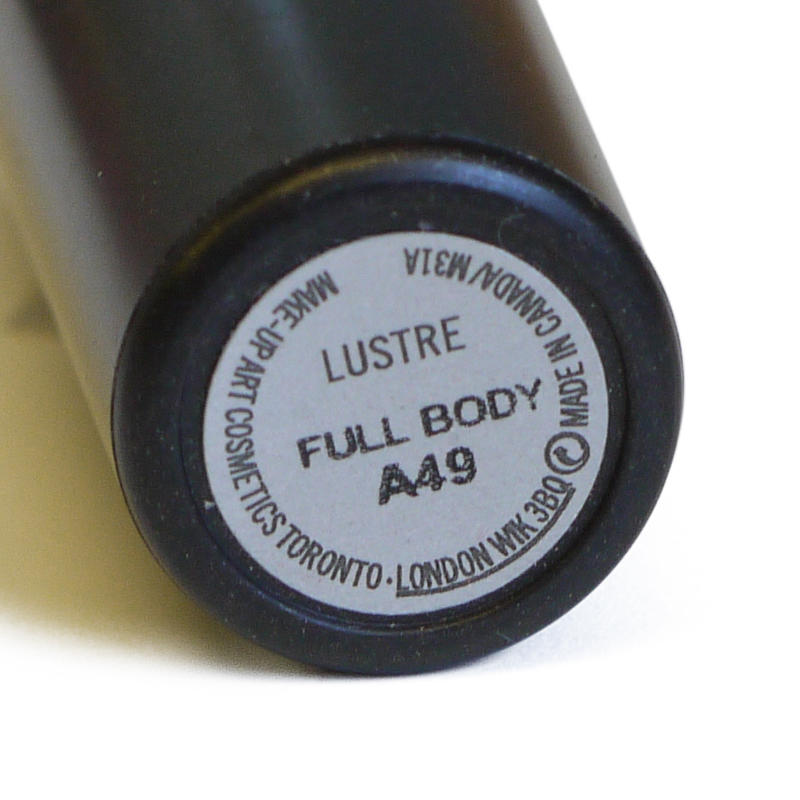 LUSTRE
FULL BODY
A49
MAKE-UP ART COSMETICS TORONTO · LONDON W1K 3BQ MADE IN CANADA/ M31A